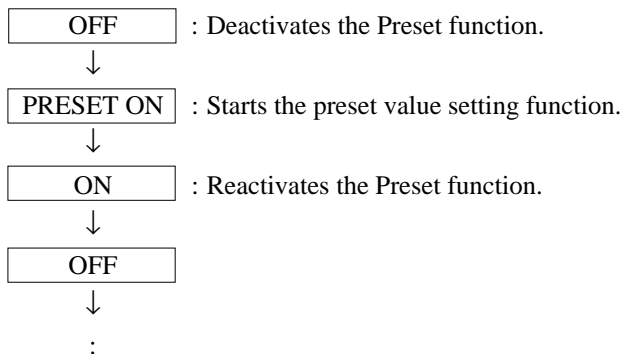 OFF : Deactivates the Preset function.
↓
PRESET ON : Starts the preset value setting function.
↓
ON : Reactivates the Preset function.
↓
OFF
↓
: